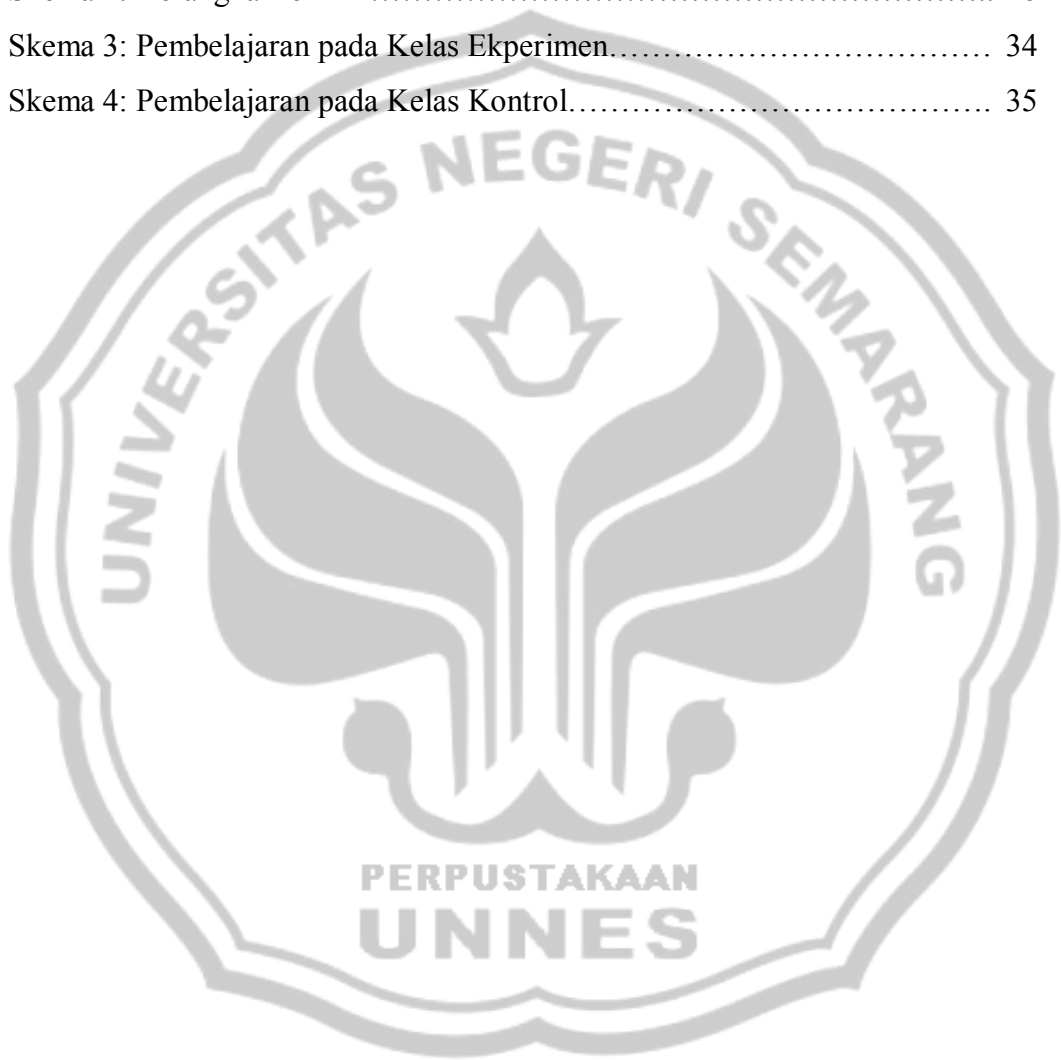 Skema 3: Pembelajaran pada Kelas Ekperimen……………………………… 34
Skema 4: Pembelajaran pada Kelas Kontrol…………………………………. 35
UNIVERSITAS NEGERI SEMARANG
PERPUSTAKAAN
UNNES